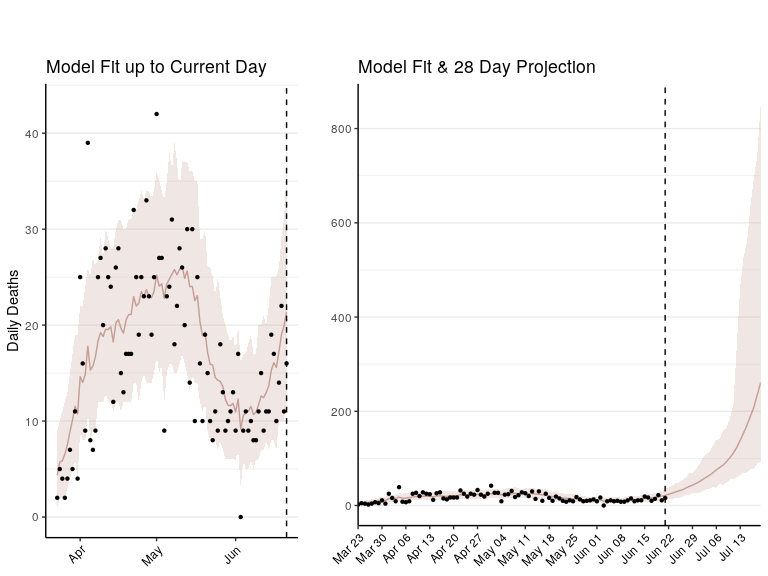 Model Fit up to Current Day
Model Fit & 28 Day Projection
Daily Deaths
40
30
20
10
0
Apr
May
Jun
800
600
400
200
0
Mar 23
Mar 30
Apr 06
Apr 13
Apr 20
Apr 27
May 04
May 11
May 18
May 25
Jun 01
Jun 08
Jun 15
Jun 22
Jun 29
Jul 06
Jul 13